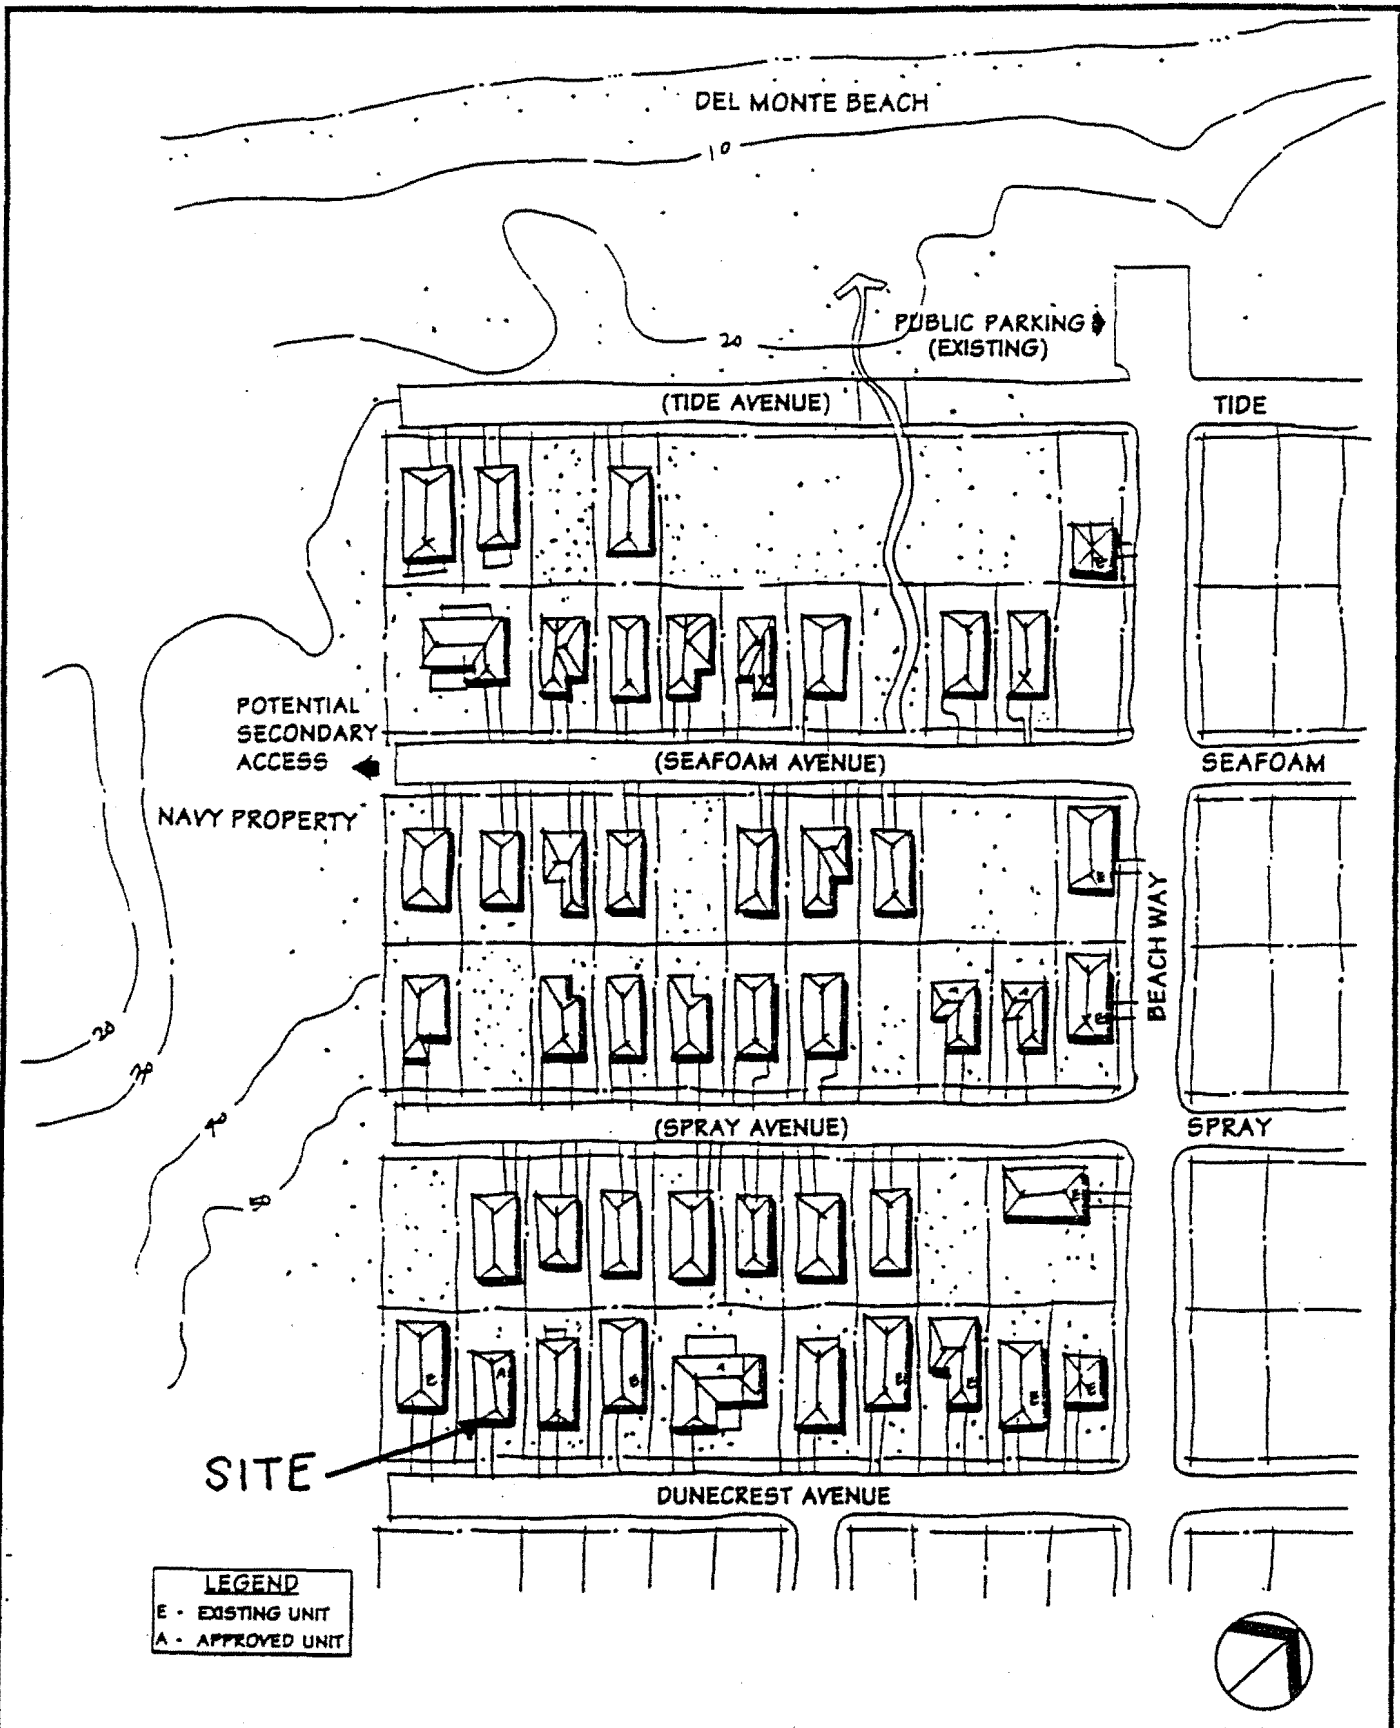 DEL MONTE BEACH
10
PUBLIC PARKING
(EXISTING)
20
(TIDE AVENUE)
TIDE
E
POTENTIAL
SECONDARY
ACCESS
(SEAFOAM AVENUE)
SEAFOAM
NAVY PROPERTY
E
BEACH WAY
A
A
E
20
30
40
(SPRAY AVENUE)
SPRAY
50
E
E
A
A
E
E
E
E
SITE
DUNECREST AVENUE
LEGEND
E - EXISTING UNIT
A - APPROVED UNIT